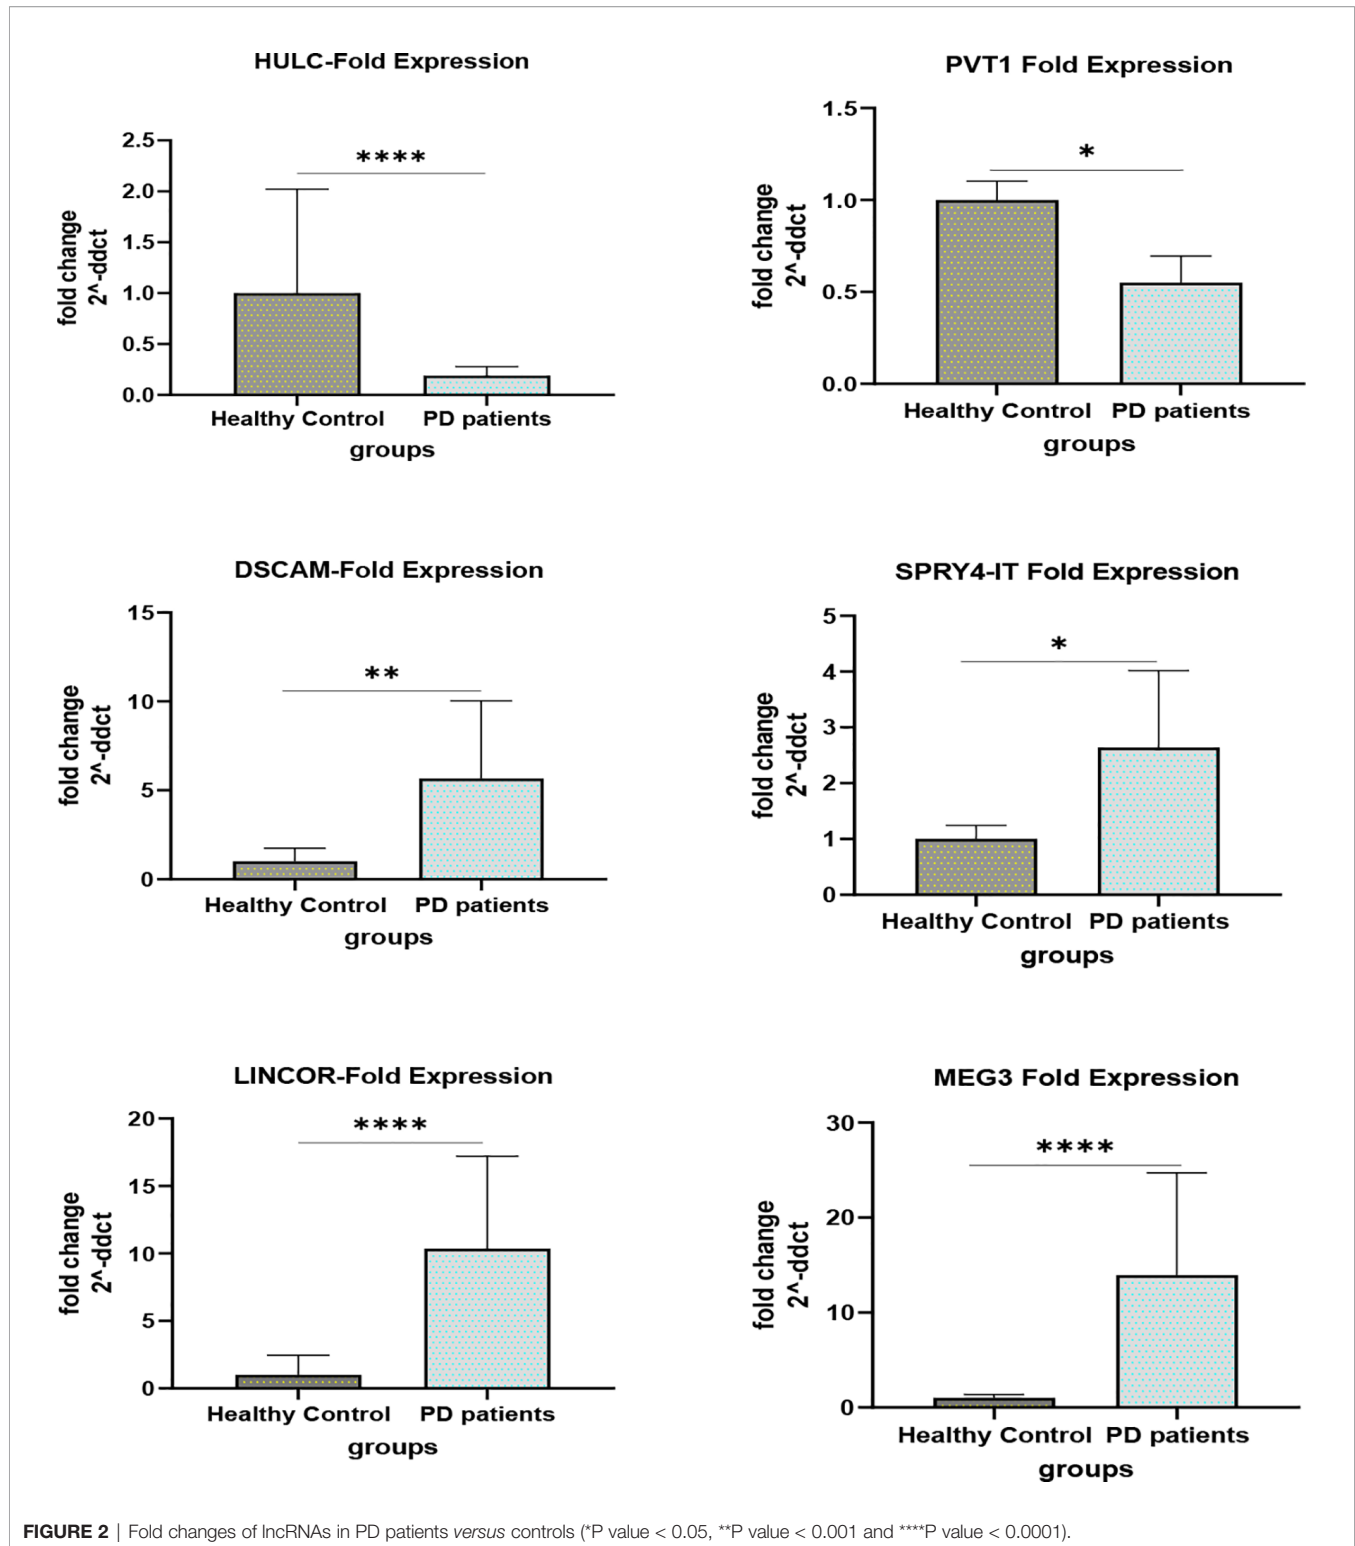 HULC-Fold Expression
fold change
2^-ddct
2.5
2.0
1.5
1.0
0.5
0.0
****
Healthy Control PD patients
groups
PVT1 Fold Expression
fold change
2^-ddct
1.5
1.0
0.5
0.0
*
Healthy Control PD patients
groups
DSCAM-Fold Expression
fold change
2^-ddct
15
10
5
0
**
Healthy Control PD patients
groups
SPRY4-IT Fold Expression
fold change
2^-ddct
5
4
3
2
1
0
*
Healthy Control PD patients
groups
LINCOR-Fold Expression
fold change
2^-ddct
20
15
10
5
0
****
Healthy Control PD patients
groups
MEG3 Fold Expression
fold change
2^-ddct
30
20
10
0
****
Healthy Control PD patients
groups
FIGURE 2 | Fold changes of lncRNAs in PD patients versus controls (*P value < 0.05, **P value < 0.001 and ****P value < 0.0001).